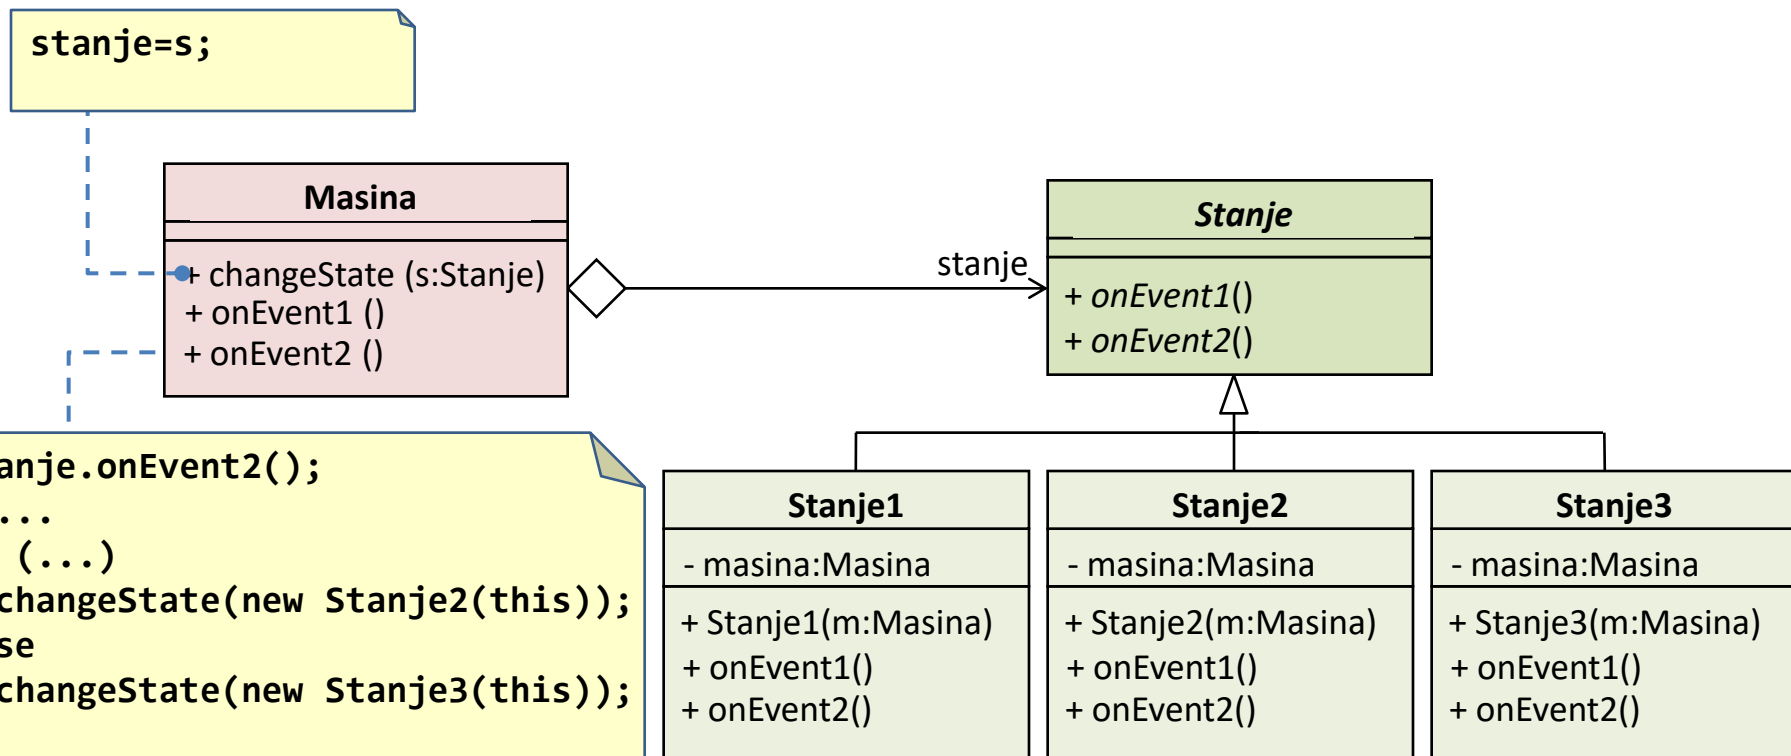 stanje=s;
Masina
+ changeState (s:Stanje)
+ onEvent1 ()
+ onEvent2 ()
stanje
Stanje
+ onEvent1()
+ onEvent2()
anje.onEvent2();
...
(...)
changeState(new Stanje2(this));
se
changeState(new Stanje3(this));
Stanje1
- masina:Masina
+ Stanje1(m:Masina)
+ onEvent1()
+ onEvent2()
Stanje2
- masina:Masina
+ Stanje2(m:Masina)
+ onEvent1()
+ onEvent2()
Stanje3
- masina:Masina
+ Stanje3(m:Masina)
+ onEvent1()
+ onEvent2()